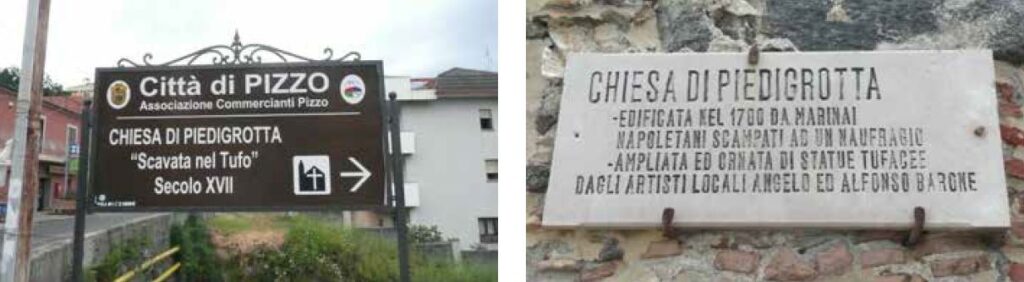 Città di PIZZO
Associazione Commercianti Pizzo
CHIESA DI PIEDIGROTTA
"Scavata nel Tufo"
Secolo XVII
CHIESA DI PIEDIGROTTA
-EDIFICATA NEL 1700 DA MARINAI
NAPOLETANI SCAMPATI AD UN NAUFRAGIO
-AMPLIATA ED ORNATA DI STATUE TUFACEE
DAGLI ARTISTI LOCALI ANGELO ED ALFONSO BARONE